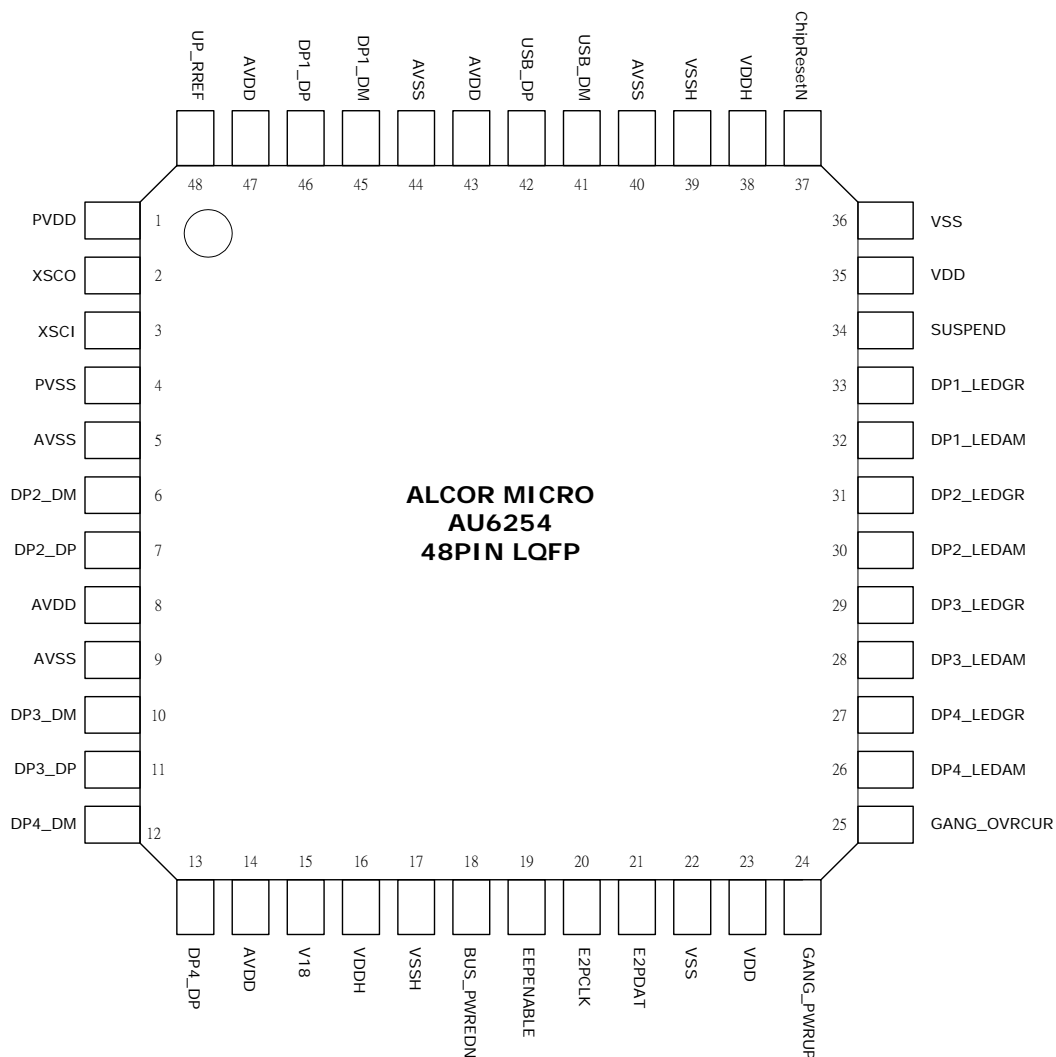 UP_RREF
AVDD
DP1_DP
DP1_DM
AVSS
AVDD
USB_DP
USB_DM
AVSS
VSSH
VDDH
ChipResetN
48 47 46 45 44 43 42 41 40 39 38 37
PVDD 1
XSCO 2
XSCI 3
PVSS 4
AVSS 5
DP2_DM 6
DP2_DP 7
AVDD 8
AVSS 9
DP3_DM 10
DP3_DP 11
DP4_DM 12
ALCOR MICRO
AU6254
48PIN LQFP
36 VSS
35 VDD
34 SUSPEND
33 DP1_LEDGR
32 DP1_LEDAM
31 DP2_LEDGR
30 DP2_LEDAM
29 DP3_LEDGR
28 DP3_LEDAM
27 DP4_LEDGR
26 DP4_LEDAM
25 GANG_OVRCUR
13 14 15 16 17 18 19 20 21 22 23 24
DP4_DP
AVDD
V18
VDDH
VSSH
BUS_PWREDN
EEPENABLE
E2PCLK
E2PDAT
VSS
VDD
GANG_PWRUP